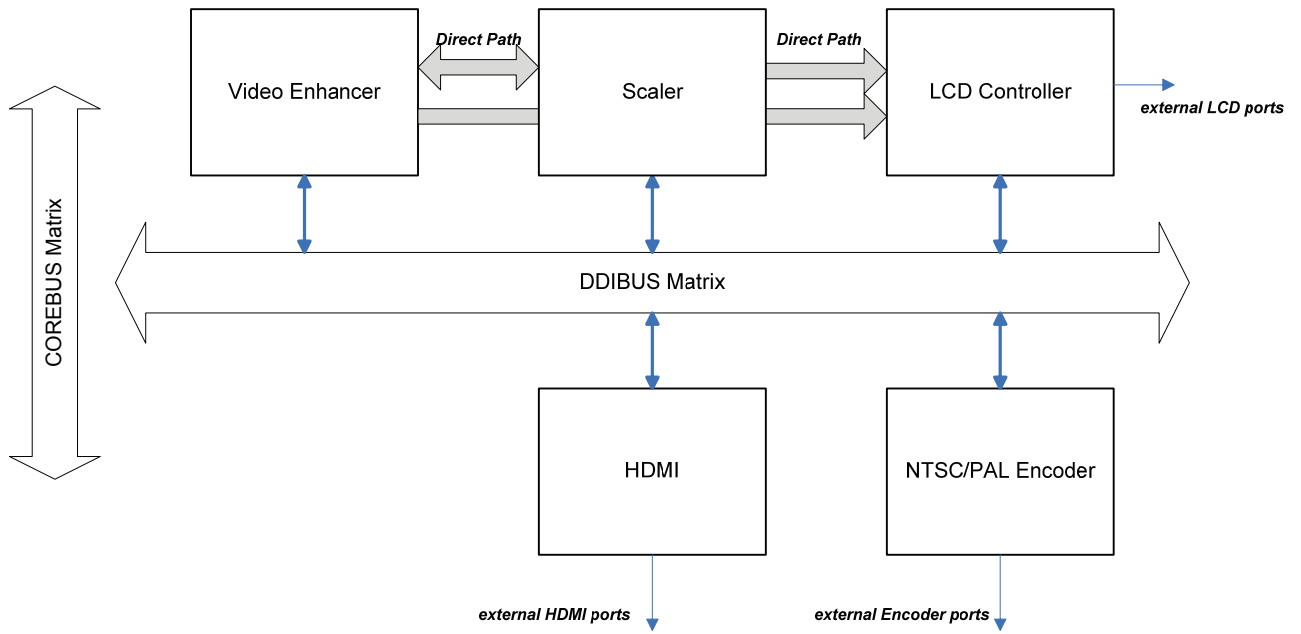 Direct Path
Direct Path
Video Enhancer
Scaler
LCD Controller
external LCD ports
COREBUS Matrix
DDIBUS Matrix
HDMI
NTSC/PAL Encoder
external HDMI ports
external Encoder ports